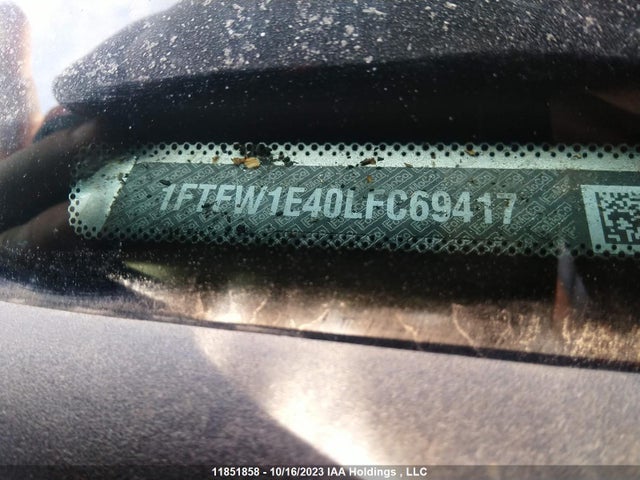 1FTFW1E40LFC69417
11851858 - 10/16/2023 IAA Holdings , LLC